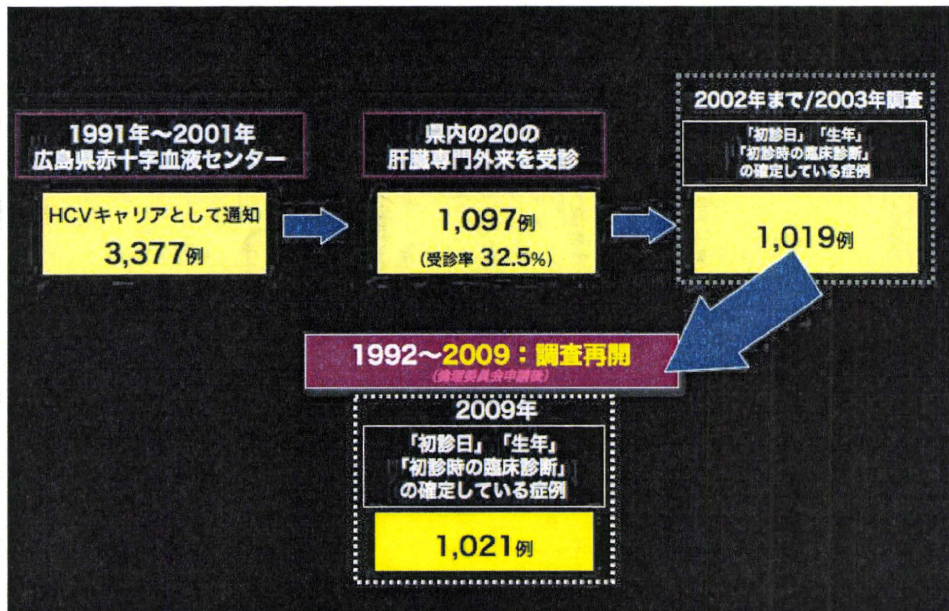 1991年～2001年
広島県赤十字血液センター
HCVキャリアとして通知
3,377例
県内の20の
肝臓専門外来を受診
1,097例
(受診率 32.5%)
2002年まで/2003年調査
「初診日」「生年」
「初診時の臨床診断」
の確定している症例
1,019例
1992～2009：調査再開
(倫理委員会申請後)
2009年
「初診日」「生年」
「初診時の臨床診断」
の確定している症例
1,021例